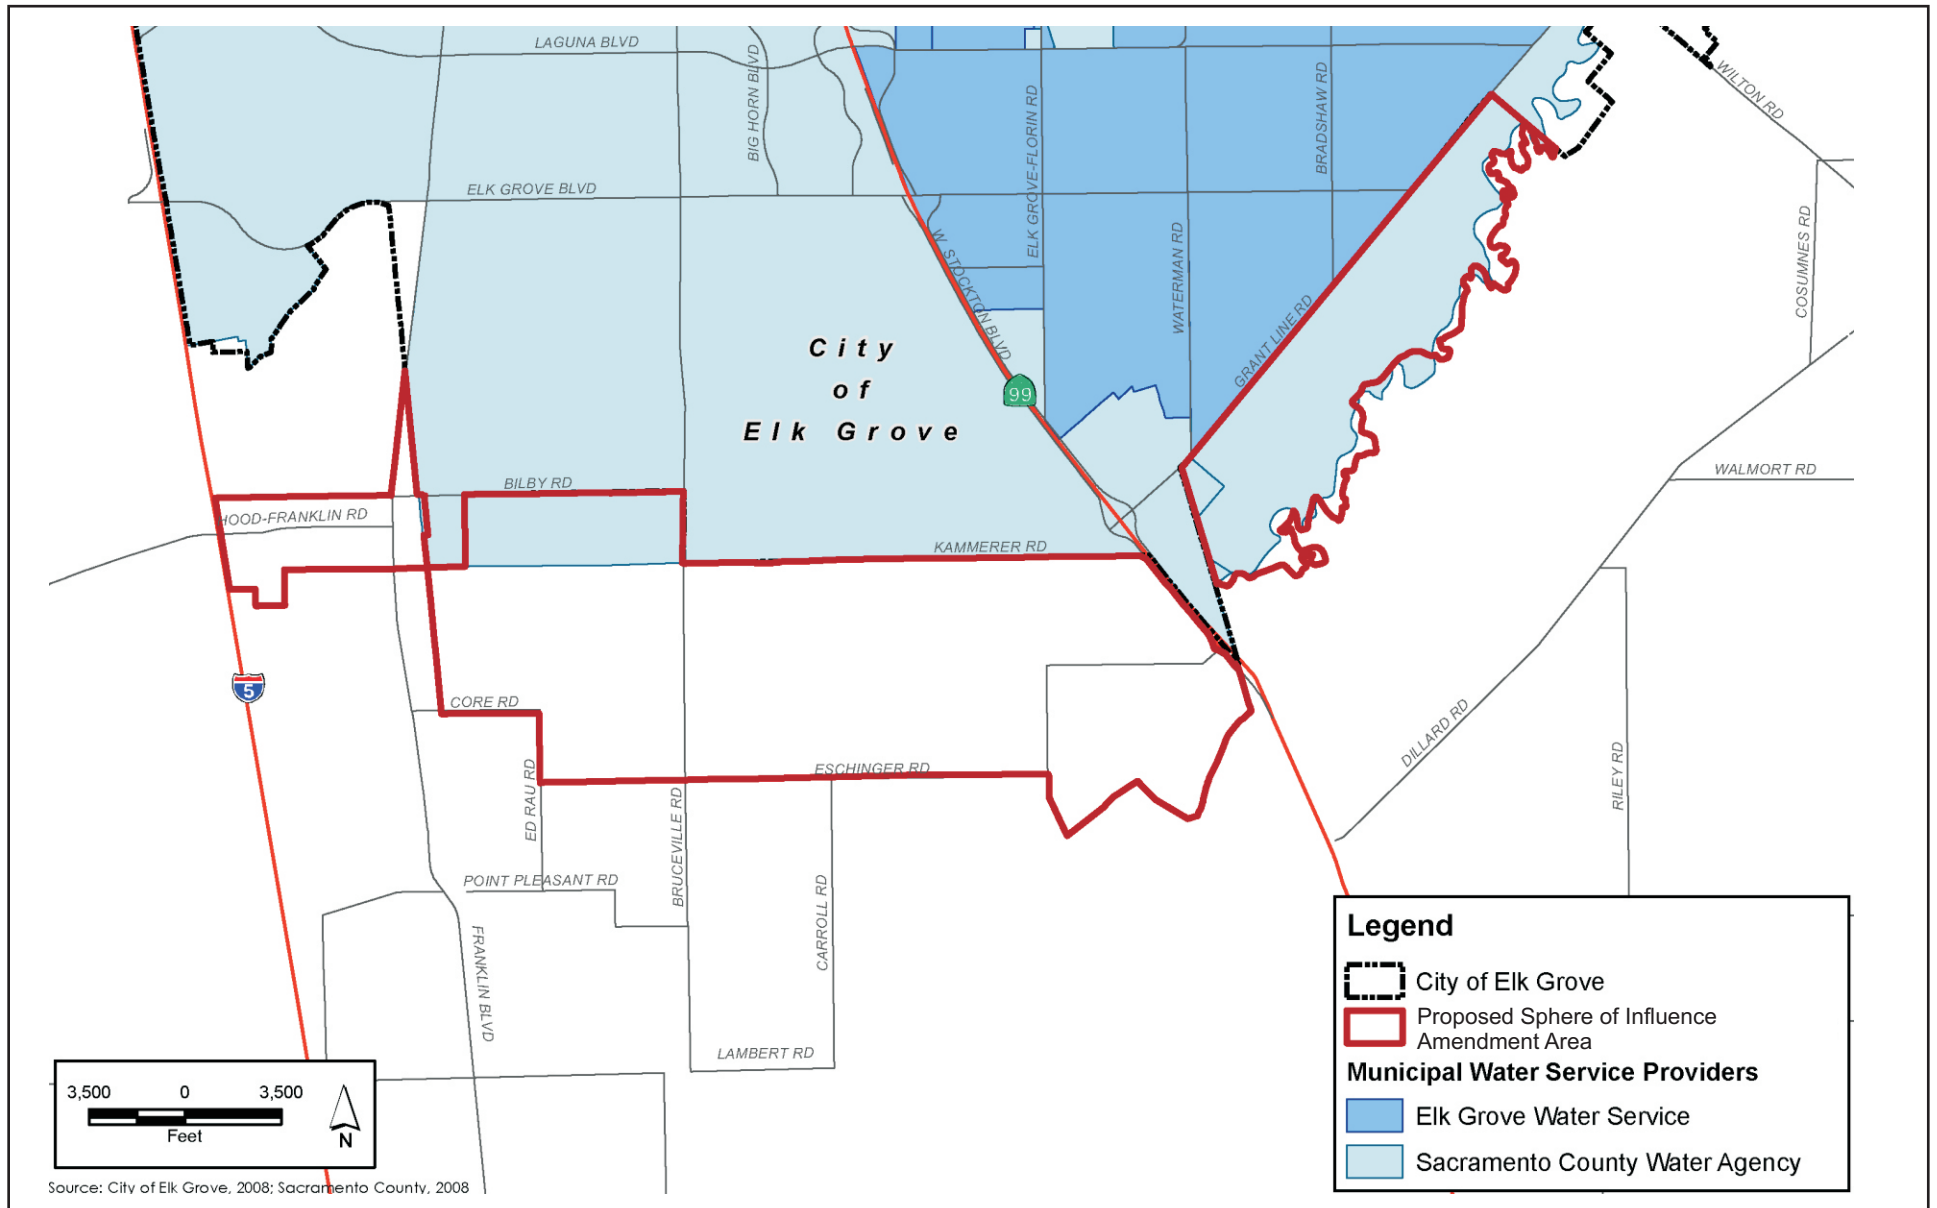 LAGUNA BLVD
BIG HORN BLVD
ELK GROVE-FLORIN RD
BRADSHAW RD
WILTON RD
ELK GROVE BLVD
W. STOCKTON BLVD
WATERMAN RD
COSUMNES RD
GRANT LINE RD
City
of
Elk Grove
99
BILBY RD
HOOD-FRANKLIN RD
KAMMERER RD
WALMORT RD
5
CORE RD
ED RAU RD
ESCHINGER RD
DILLARD RD
RILEY RD
BRUCEVILLE RD
POINT PLEASANT RD
CARROLL RD
FRANKLIN BLVD
LAMBERT RD
Legend
City of Elk Grove
Proposed Sphere of Influence
Amendment Area
Municipal Water Service Providers
Elk Grove Water Service
Sacramento County Water Agency
3,500 0 3,500
Feet
N
Source: City of Elk Grove, 2008; Sacramento County, 2008